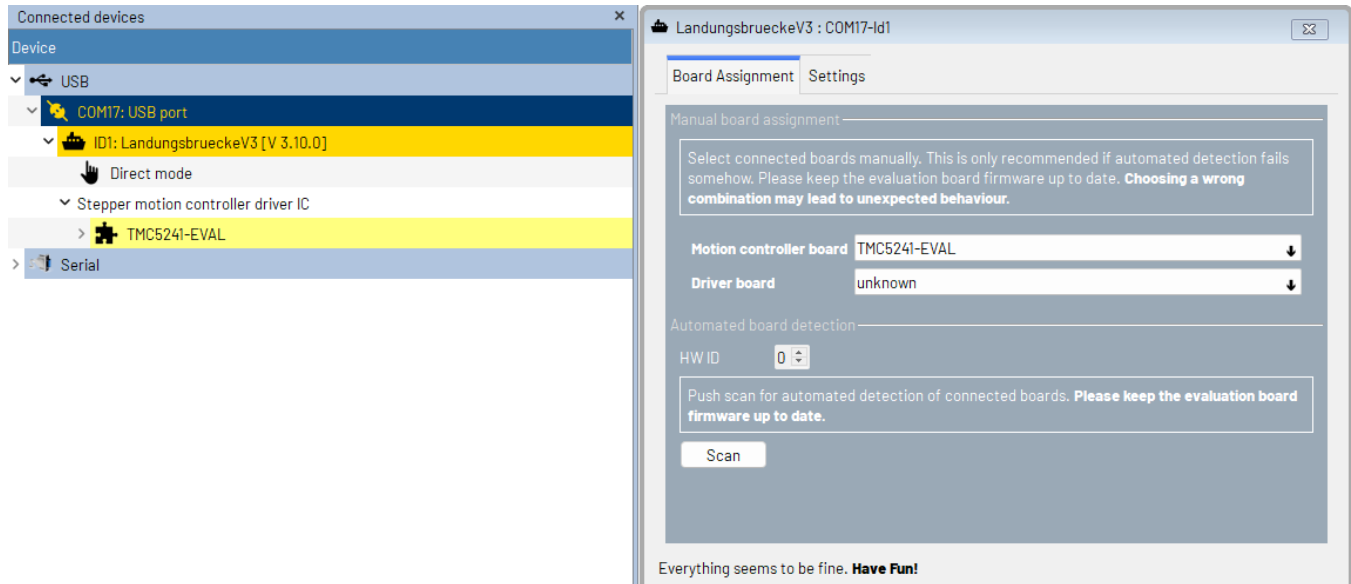 Connected devices
Device
USB
COM17: USB port
ID1: LandungsbrueckeV3 [V 3.10.0]
Direct mode
Stepper motion controller driver IC
TMC5241-EVAL
Serial
LandungsbrueckeV3 : COM17-Id1
Board Assignment Settings
Manual board assignment
Select connected boards manually. This is only recommended if automated detection fails
somehow. Please keep the evaluation board firmware up to date. Choosing a wrong
combination may lead to unexpected behaviour.
Motion controller board TMC5241-EVAL
Driver board unknown
Automated board detection
HW ID 0
Push scan for automated detection of connected boards. Please keep the evaluation board
firmware up to date.
Scan
Everything seems to be fine. Have Fun!